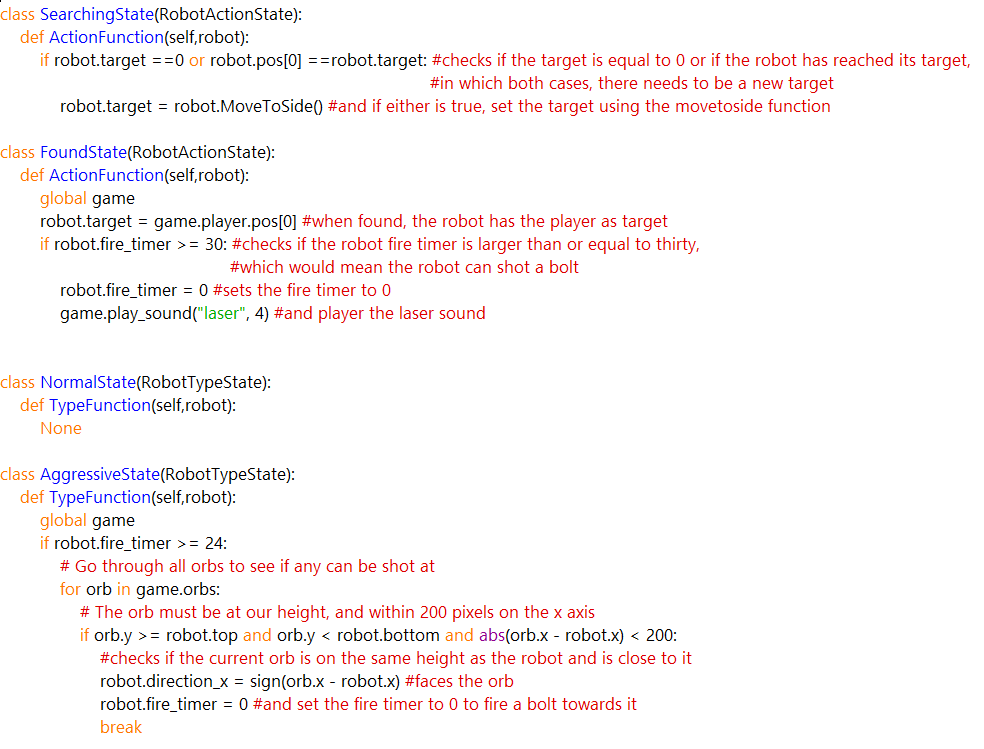 class SearchingState(RobotActionState):
def ActionFunction(self,robot):
if robot.target ==0 or robot.pos[0] ==robot.target: #checks if the target is equal to 0 or if the robot has reached its target,
#in which both cases, there needs to be a new target
robot.target = robot.MoveToSide() #and if either is true, set the target using the movetoside function
class FoundState(RobotActionState):
def ActionFunction(self,robot):
global game
robot.target = game.player.pos[0] #when found, the robot has the player as target
if robot.fire_timer >= 30: #checks if the robot fire timer is larger than or equal to thirty,
#which would mean the robot can shot a bolt
robot.fire_timer = 0 #sets the fire timer to 0
game.play_sound("laser", 4) #and player the laser sound
class NormalState(RobotTypeState):
def TypeFunction(self,robot):
None
class AggressiveState(RobotTypeState):
def TypeFunction(self,robot):
global game
if robot.fire_timer >= 24:
# Go through all orbs to see if any can be shot at
for orb in game.orbs:
# The orb must be at our height, and within 200 pixels on the x axis
if orb.y >= robot.top and orb.y < robot.bottom and abs(orb.x - robot.x) < 200:
#checks if the current orb is on the same height as the robot and is close to it
robot.direction_x = sign(orb.x - robot.x) #faces the orb
robot.fire_timer = 0 #and set the fire timer to 0 to fire a bolt towards it
break